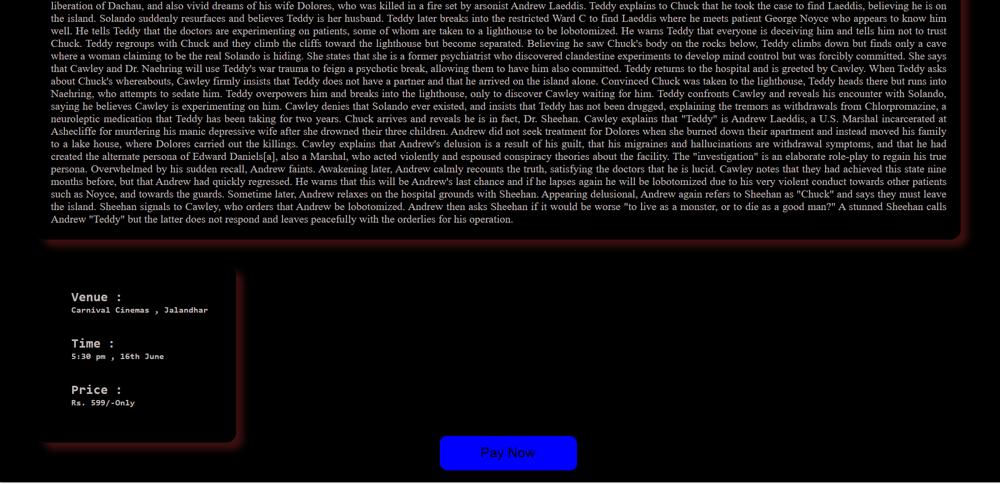 liberation of Dachau, and also vivid dreams of his wife Dolores, who was killed in a fire set by arsonist Andrew Laeddis. Teddy explains to Chuck that he took the case to find Laeddis, believing he is on
the island. Solando suddenly resurfaces and believes Teddy is her husband. Teddy later breaks into the restricted Ward C to find Laeddis where he meets patient George Noyce who appears to know him
well. He tells Teddy that the doctors are experimenting on patients, some of whom are taken to a lighthouse to be lobotomized. He warns Teddy that everyone is deceiving him and tells him not to trust
Chuck. Teddy regroups with Chuck and they climb the cliffs toward the lighthouse but become separated. Believing he saw Chuck's body on the rocks below, Teddy climbs down but finds only a cave
where a woman claiming to be the real Solando is hiding. She states that she is a former psychiatrist who discovered clandestine experiments to develop mind control but was forcibly committed. She says
that Cawley and Dr. Naehring will use Teddy's war trauma to feign a psychotic break, allowing them to have him also committed. Teddy returns to the hospital and is greeted by Cawley. When Teddy asks
about Chuck's whereabouts, Cawley firmly insists that Teddy does not have a partner and that he arrived on the island alone. Convinced Chuck was taken to the lighthouse, Teddy heads there but runs into
Naehring, who attempts to sedate him. Teddy overpowers him and breaks into the lighthouse, only to discover Cawley waiting for him. Teddy confronts Cawley and reveals his encounter with Solando,
saying he believes Cawley is experimenting on him. Cawley denies that Solando ever existed, and insists that Teddy has not been drugged, explaining the tremors as withdrawals from Chlorpromazine, a
neuroleptic medication that Teddy has been taking for two years. Chuck arrives and reveals he is in fact, Dr. Sheehan. Cawley explains that "Teddy" is Andrew Laeddis, a U.S. Marshal incarcerated at
Ashecliffe for murdering his manic depressive wife after she drowned their three children. Andrew did not seek treatment for Dolores when she burned down their apartment and instead moved his family
to a lake house, where Dolores carried out the killings. Cawley explains that Andrew's delusion is a result of his guilt, that his migraines and hallucinations are withdrawal symptoms, and that he had
created the alternate persona of Edward Daniels[a], also a Marshal, who acted violently and espoused conspiracy theories about the facility. The "investigation" is an elaborate role-play to regain his true
persona. Overwhelmed by his sudden recall, Andrew faints. Awakening later, Andrew calmly recounts the truth, satisfying the doctors that he is lucid. Cawley notes that they had achieved this state nine
months before, but that Andrew had quickly regressed. He warns that this will be Andrew's last chance and if he lapses again he will be lobotomized due to his very violent conduct towards other patients
such as Noyce, and towards the guards. Sometime later, Andrew relaxes on the hospital grounds with Sheehan. Appearing delusional, Andrew again refers to Sheehan as "Chuck" and says they must leave
the island. Sheehan signals to Cawley, who orders that Andrew be lobotomized. Andrew then asks Sheehan if it would be worse "to live as a monster, or to die as a good man?" A stunned Sheehan calls
Andrew "Teddy" but the latter does not respond and leaves peacefully with the orderlies for his operation.
Venue :
Carnival Cinemas , Jalandhar
Time :
5:30 pm , 16th June
Price :
Rs. 599/-Only
Pay Now